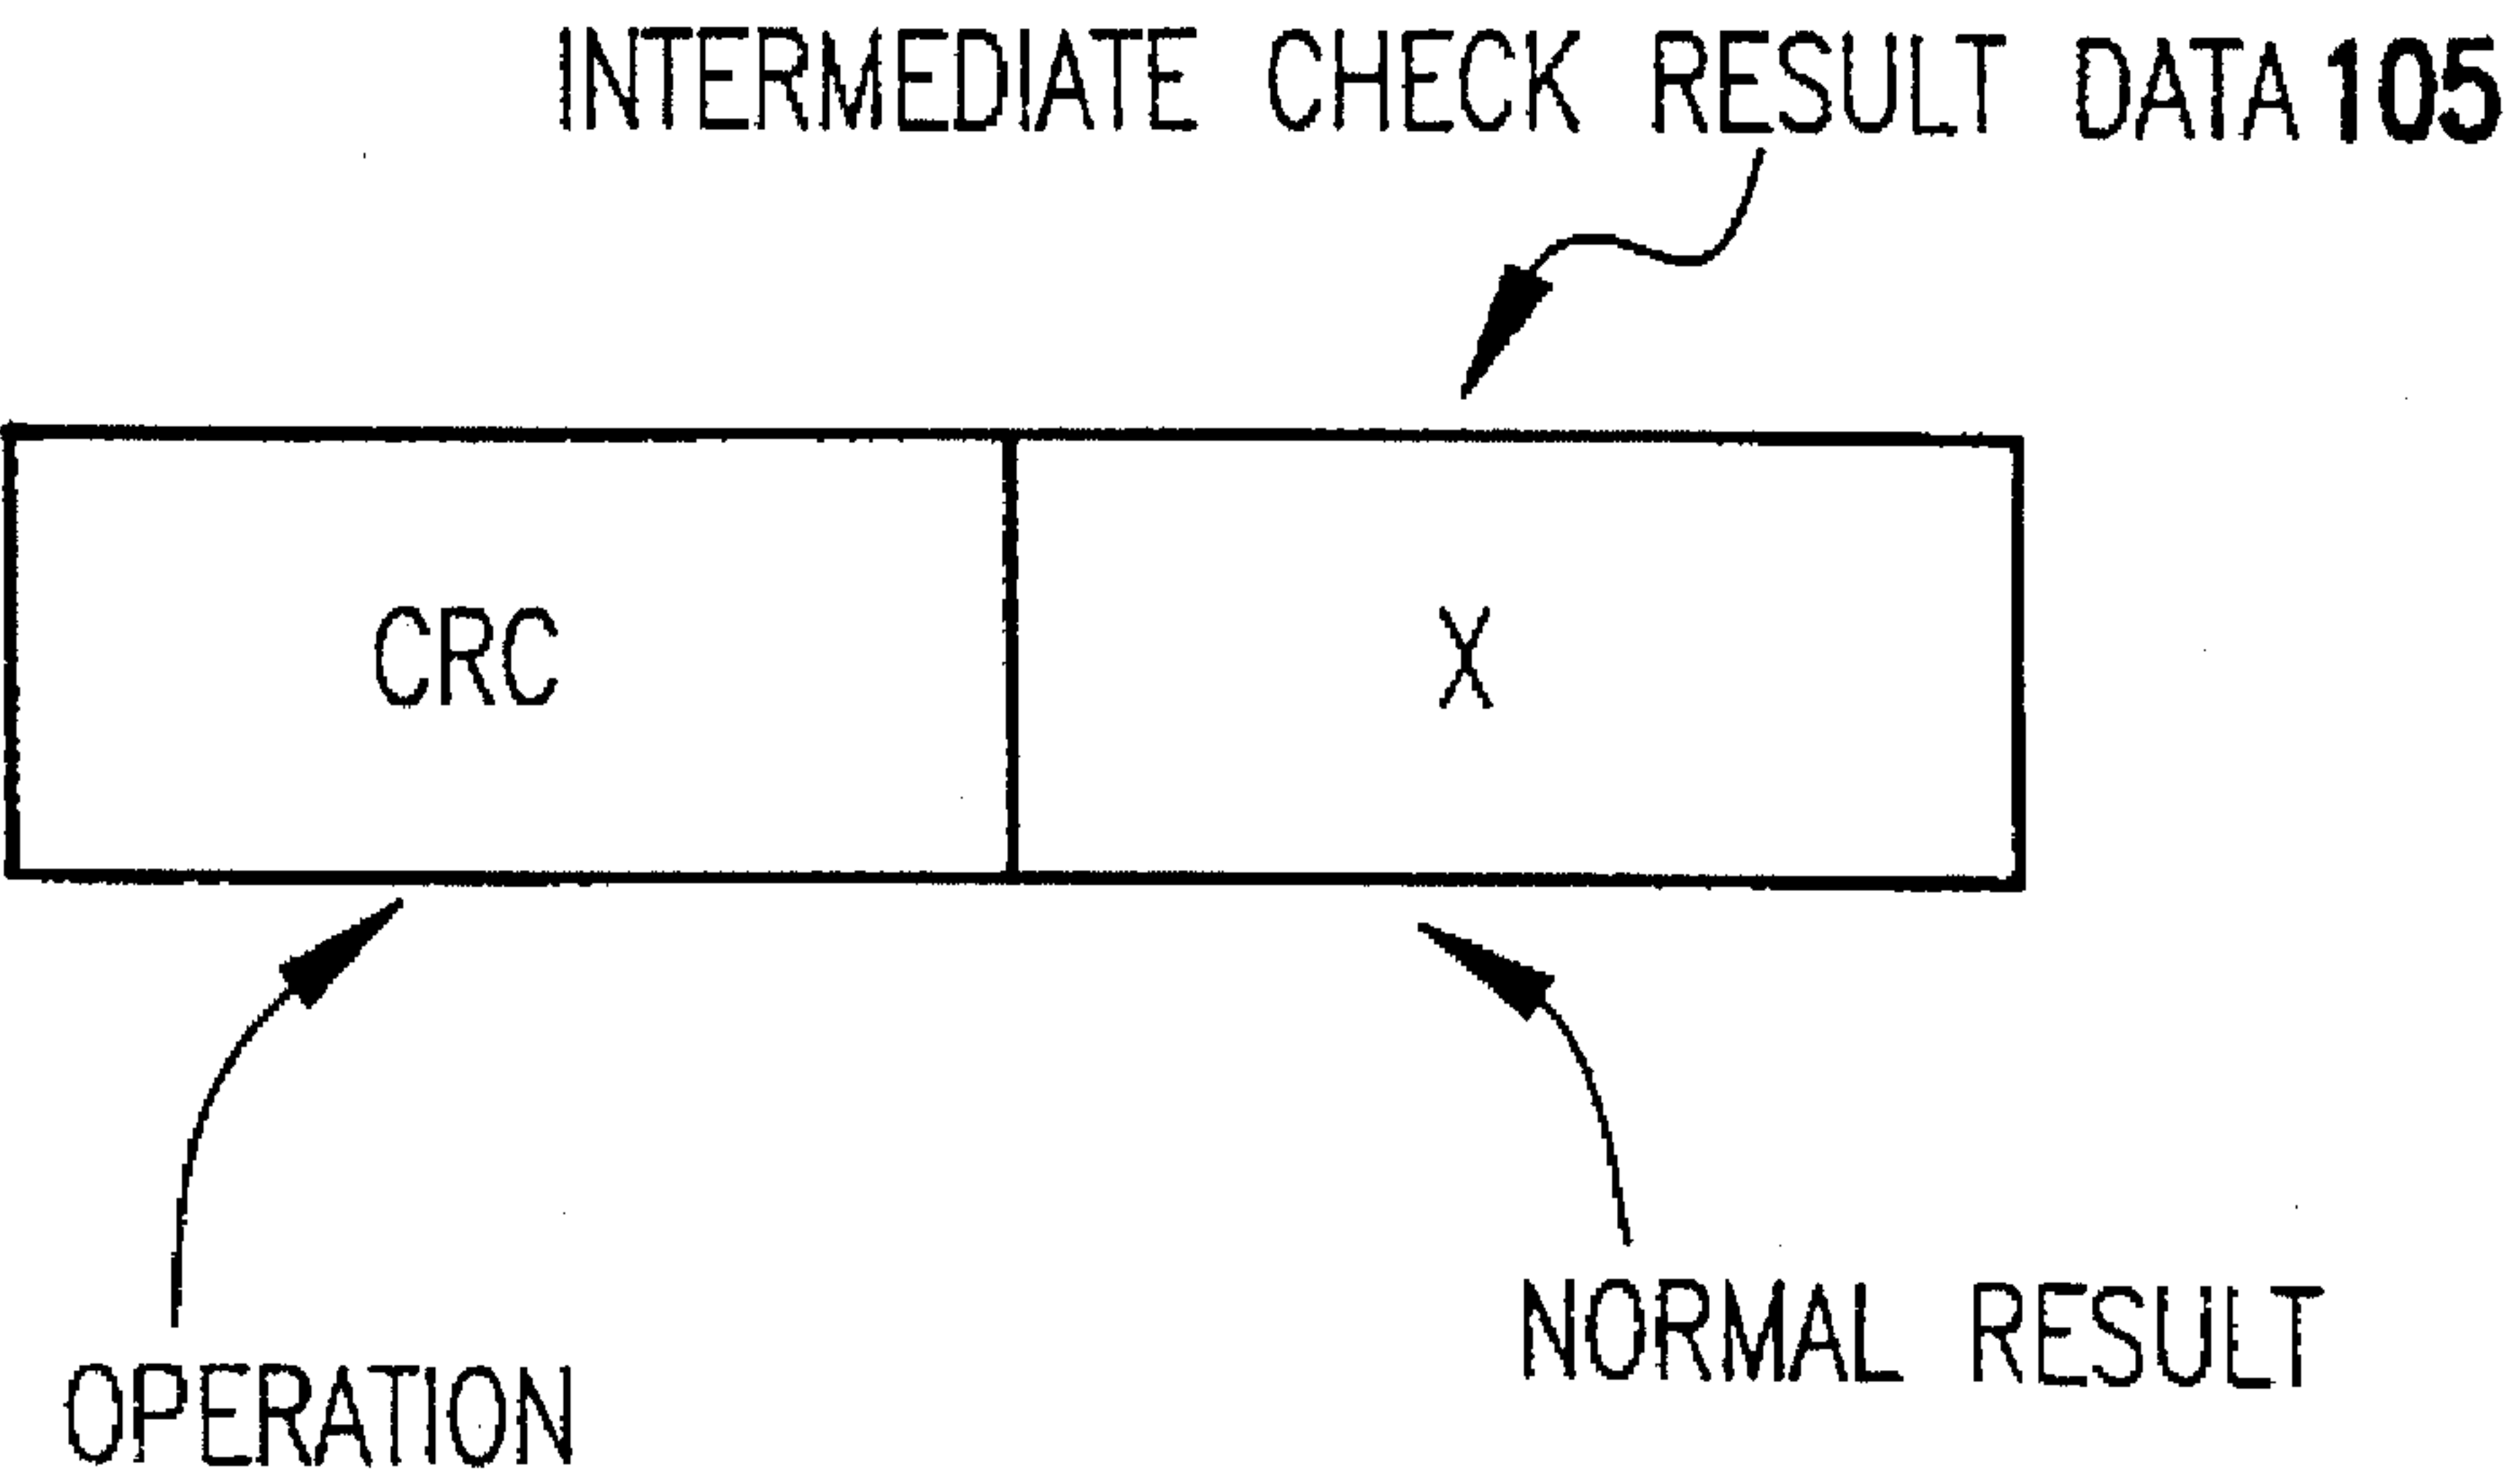 INTERMEDIATE CHECK RESULT DATA 105
CRC
X
NORMAL RESULT
OPERATION